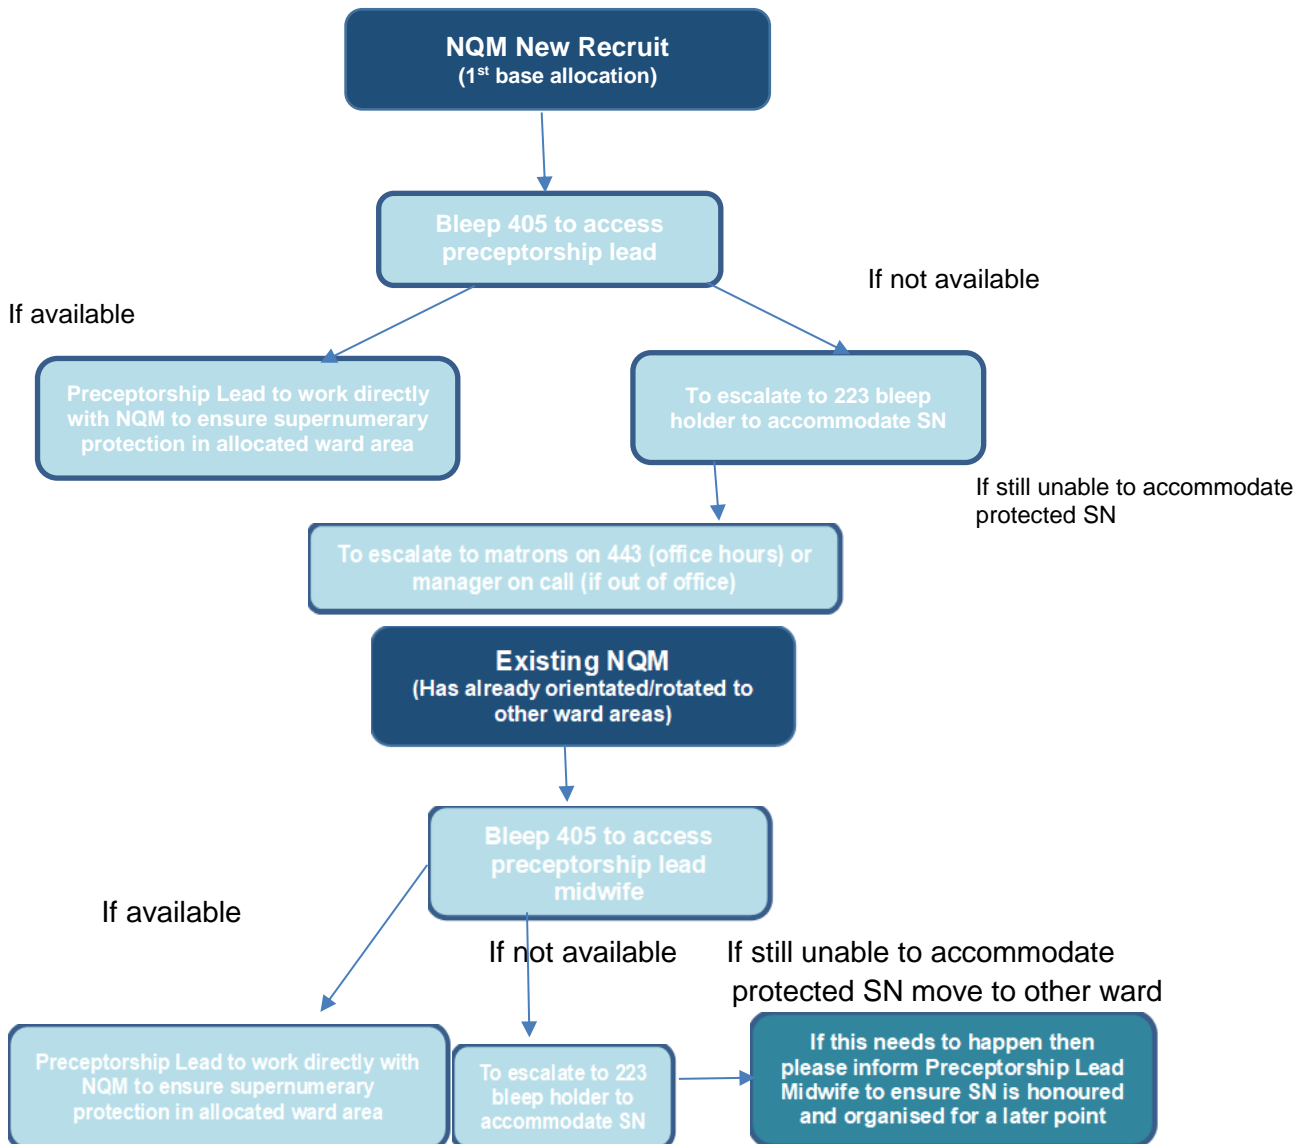 NQM New Recruit
(1st base allocation)
Bleep 405 to access
preceptorship lead
If not available
If available
Preceptorship Lead to work directly
with NQM to ensure supernumerary
protection in allocated ward area
To escalate to 223 bleep
holder to accommodate SN
If still unable to accommodate
protected SN
To escalate to matrons on 443 (office hours) or
manager on call (if out of office)
Existing NQM
(Has already orientated/rotated to
other ward areas)
Bleep 405 to access
preceptorship lead
midwife
If available
If not available
If still unable to accommodate
protected SN move to other ward
Preceptorship Lead to work directly with
NQM to ensure supernumerary
protection in allocated ward area
To escalate to 223
bleep holder to
accommodate SN
If this needs to happen then
please inform Preceptorship Lead
Midwife to ensure SN is honoured
and organised for a later point